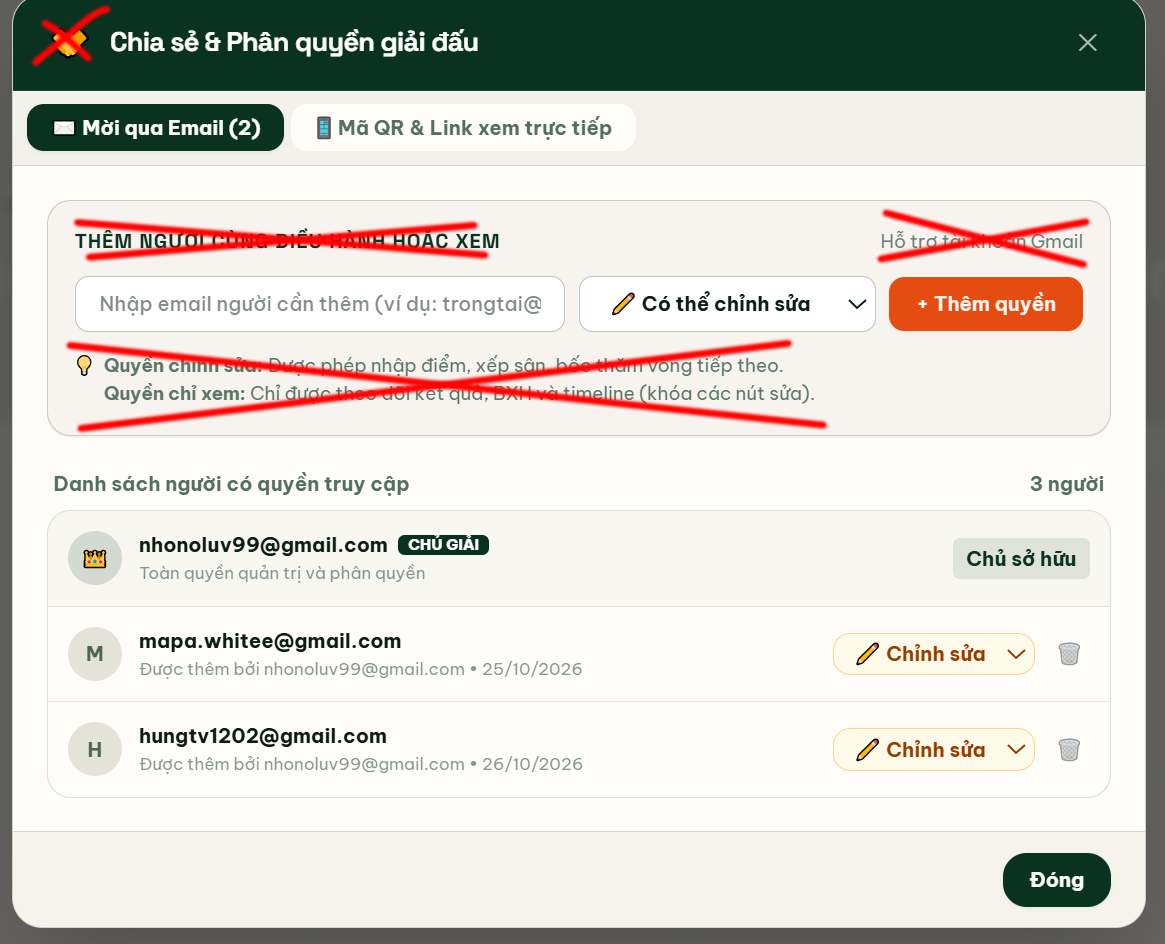 Chia sẻ & Phân quyền giải đấu
Mời qua Email (2)
Mã QR & Link xem trực tiếp
THÊM NGƯỜI CÙNG ĐIỀU HÀNH HOẶC XEM
Hỗ trợ tài khoản Gmail
Nhập email người cần thêm (ví dụ: trongtai@
Có thể chỉnh sửa
+ Thêm quyền
Quyền chỉnh sửa: Được phép nhập điểm, xếp sân, bốc thăm vòng tiếp theo.
Quyền chỉ xem: Chỉ được theo dõi kết quả, BXH và timeline (khóa các nút sửa).
Danh sách người có quyền truy cập
3 người
nhonoluv99@gmail.com CHỦ GIẢI
Toàn quyền quản trị và phân quyền
Chủ sở hữu
M
mapa.whitee@gmail.com
Được thêm bởi nhonoluv99@gmail.com • 25/10/2026
Chỉnh sửa
H
hungtv1202@gmail.com
Được thêm bởi nhonoluv99@gmail.com • 26/10/2026
Chỉnh sửa
Đóng